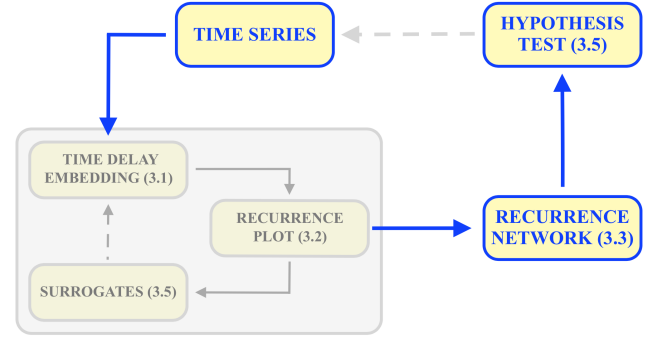 TIME SERIES
HYPOTHESIS
TEST (3.5)
TIME DELAY
EMBEDDING (3.1)
RECURRENCE
PLOT (3.2)
RECURRENCE
NETWORK (3.3)
SURROGATES (3.5)